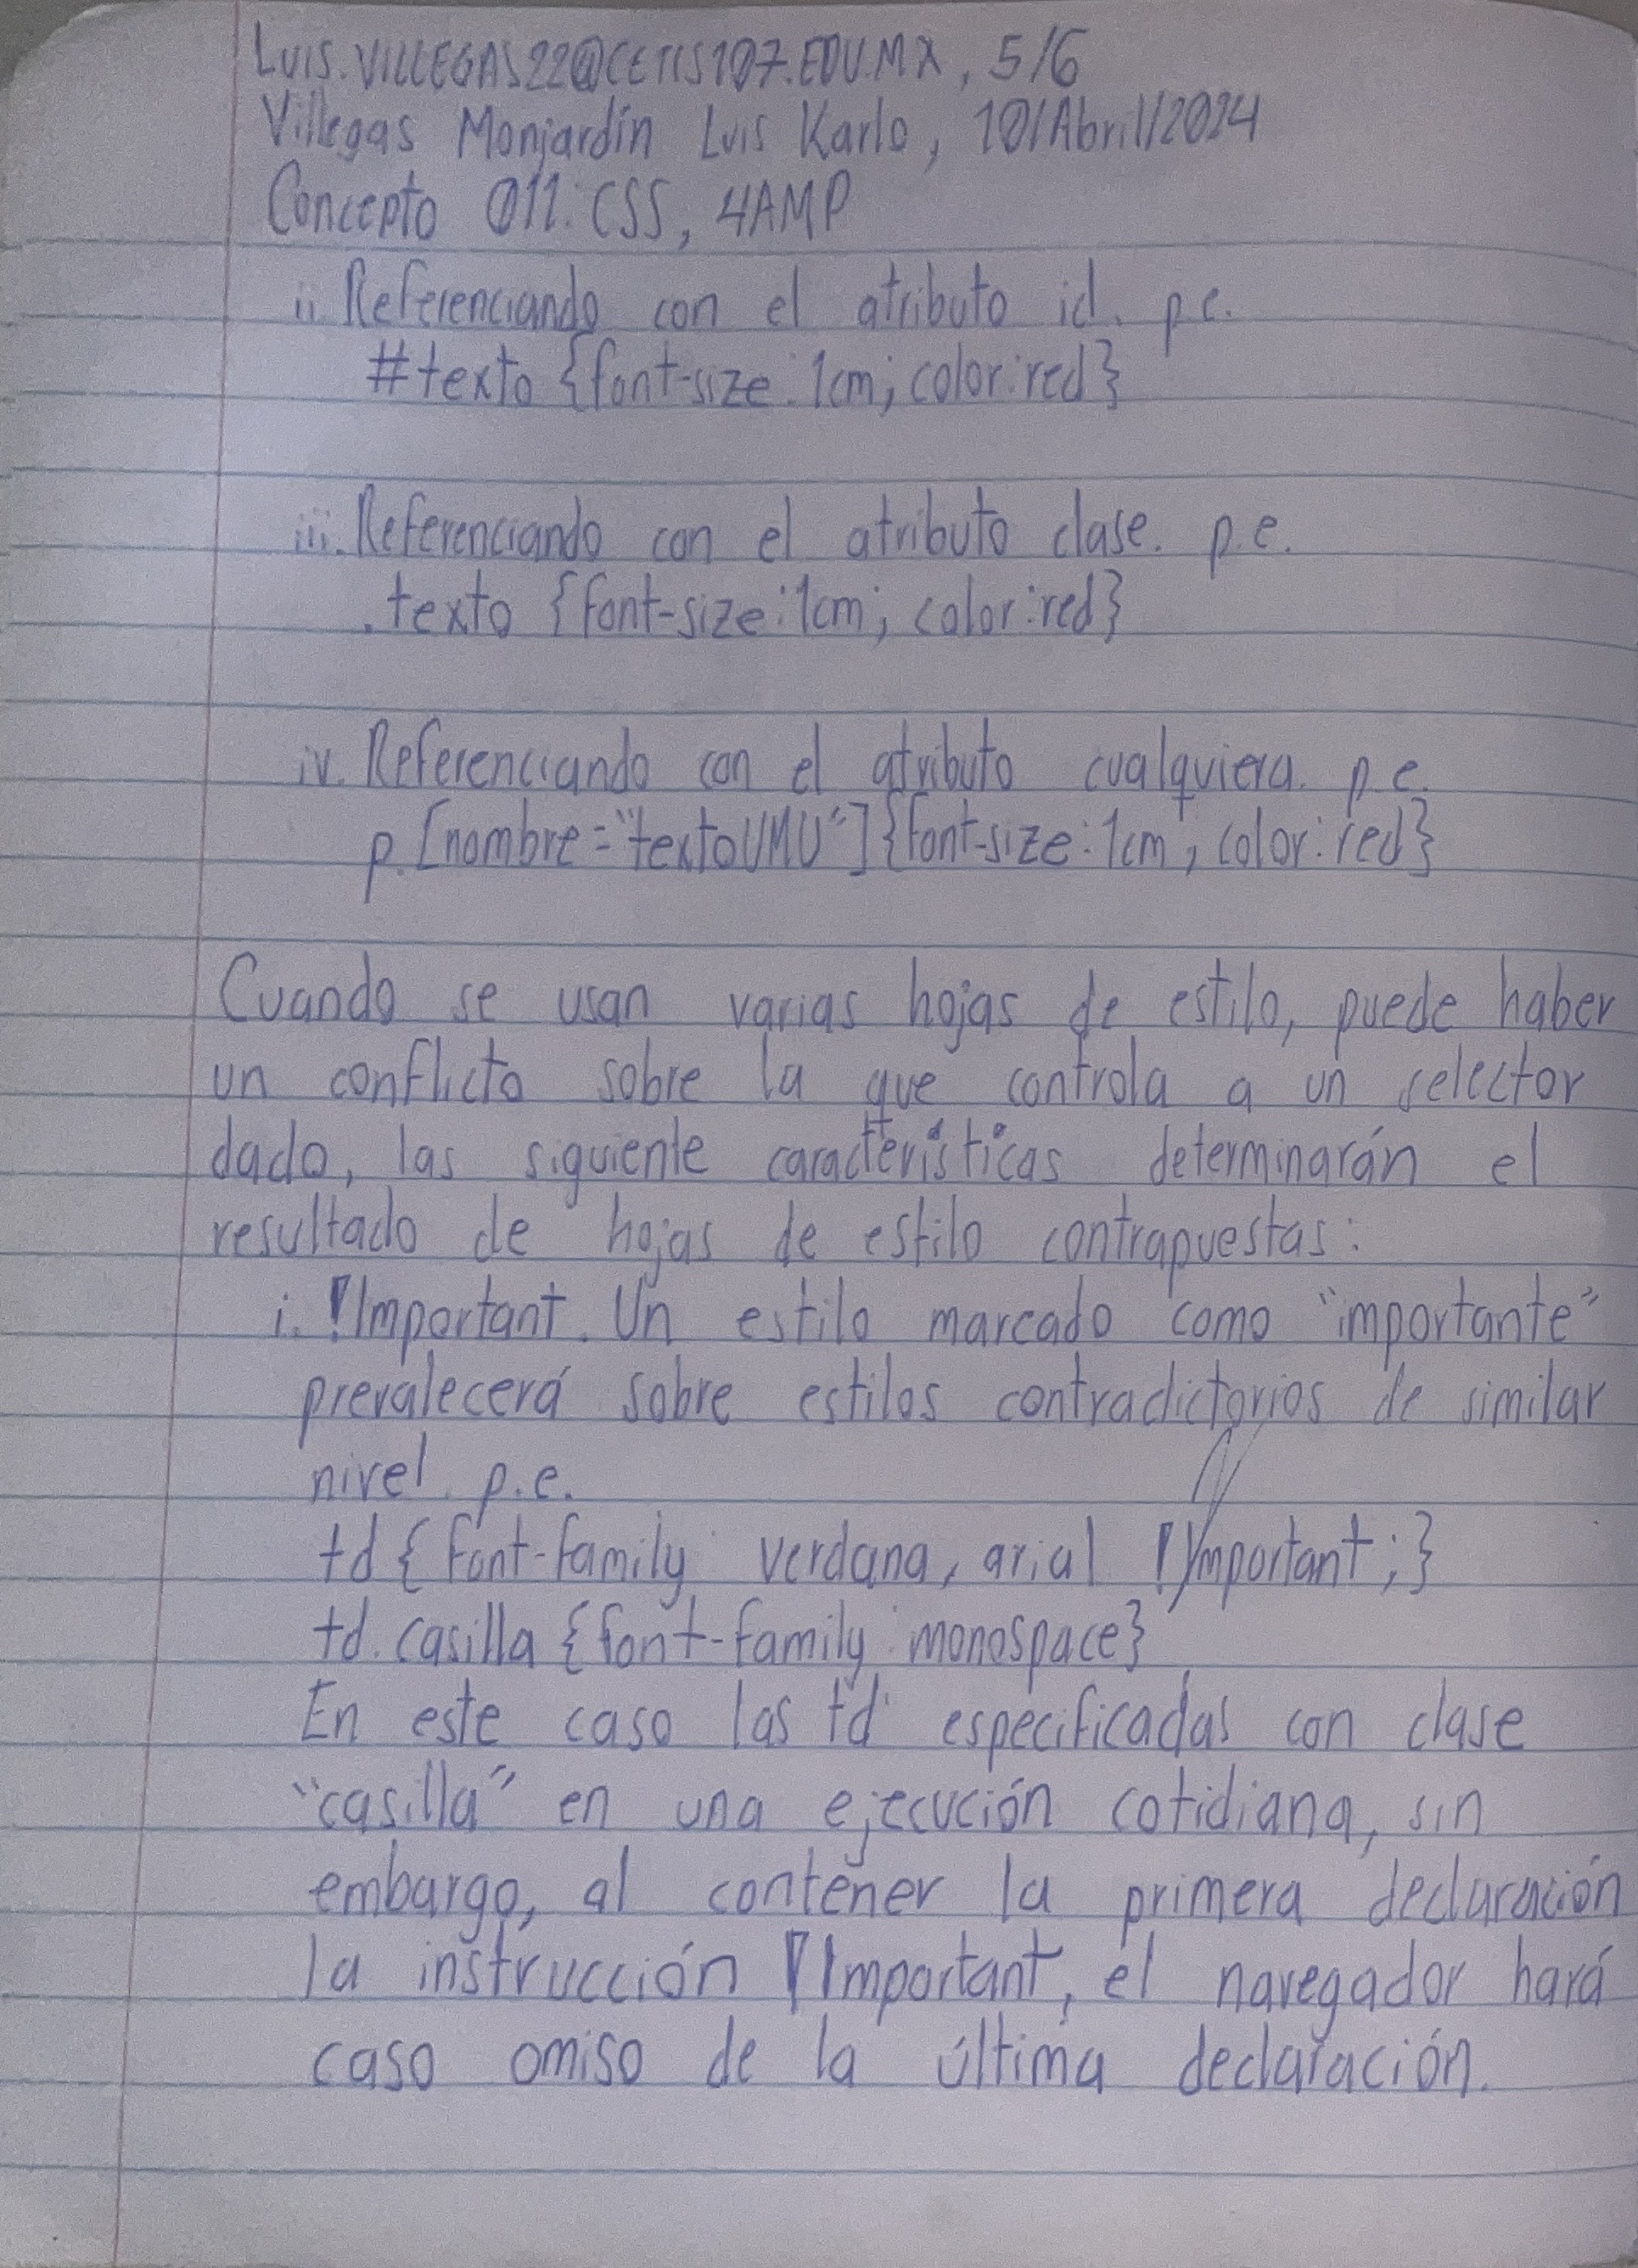 LUIS.VILLEGAS22@CETIS107.EDU.MX, 5/6
Villegas Monjardín Luis Karlo, 10/Abril/2024
Concepto 011: CSS, 4AMP
ii. Referenciando con el atributo id. p.e.
#texto {font-size:1cm; color:red}
iii. Referenciando con el atributo clase. p.e.
.texto {font-size:1cm; color:red}
iv. Referenciando con el atributo cualquiera. p.e.
p.[nombre="textoUMU"]{font-size:1cm; color:red}
Cuando se usan varias hojas de estilo, puede haber
un conflicto sobre la que controla a un selector
dado, las siguiente características determinarán el
resultado de hojas de estilo contrapuestas:
i. !Important. Un estilo marcado como "importante"
prevalecerá sobre estilos contradictorios de similar
nivel. p.e.
td {font-family: verdana, arial !Important;}
td.casilla {font-family: monospace}
En este caso las td especificadas con clase
"casilla" en una ejecución cotidiana, sin
embargo, al contener la primera declaración
la instrucción !Important, el navegador hará
caso omiso de la última declaración.